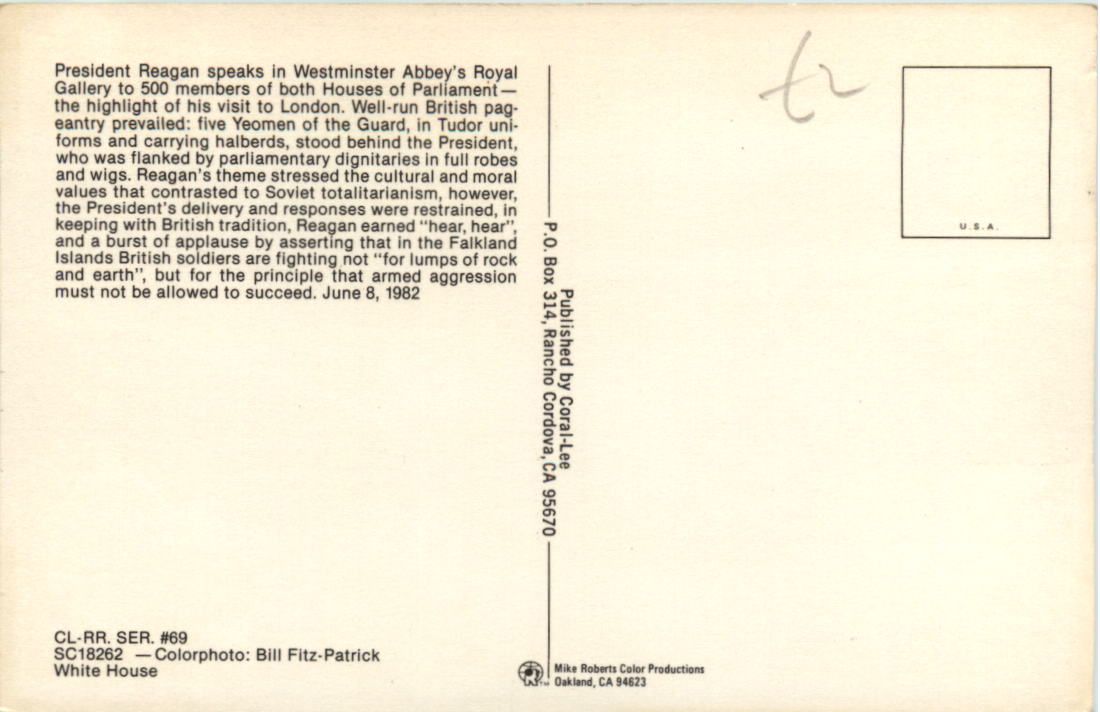 President Reagan speaks in Westminster Abbey's Royal
Gallery to 500 members of both Houses of Parliament—
the highlight of his visit to London. Well-run British pag-
eantry prevailed: five Yeomen of the Guard, in Tudor uni-
forms and carrying halberds, stood behind the President,
who was flanked by parliamentary dignitaries in full robes
and wigs. Reagan's theme stressed the cultural and moral
values that contrasted to Soviet totalitarianism, however,
the President's delivery and responses were restrained, in
keeping with British tradition, Reagan earned "hear, hear",
and a burst of applause by asserting that in the Falkland
Islands British soldiers are fighting not "for lumps of rock
and earth", but for the principle that armed aggression
must not be allowed to succeed. June 8, 1982
CL-RR. SER. #69
SC18262 —Colorphoto: Bill Fitz-Patrick
White House
Published by Coral-Lee
P.O. Box 314, Rancho Cordova, CA 95670
Mike Roberts Color Productions
Oakland, CA 94623
U.S.A.